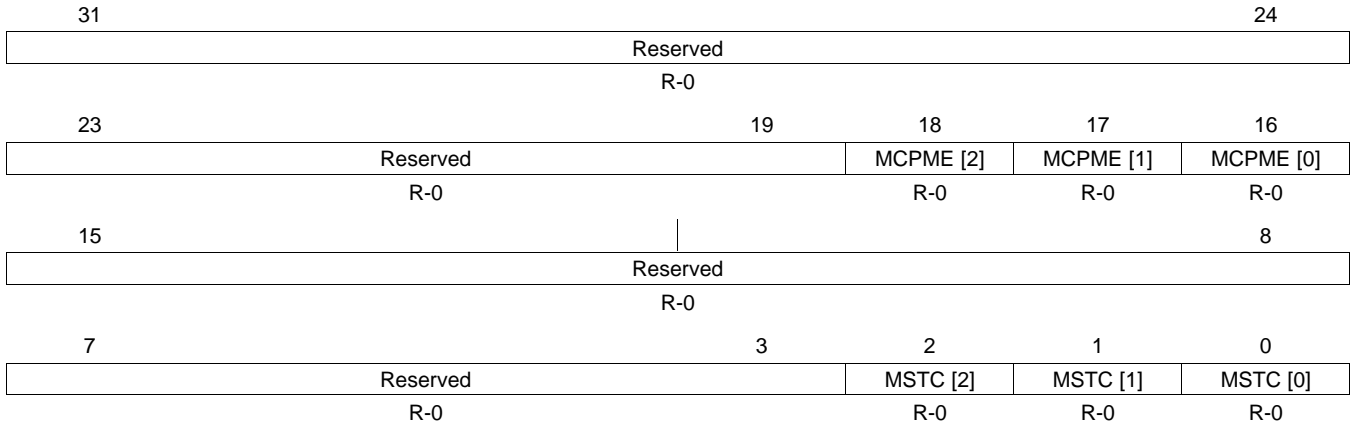 31 24
Reserved
R-0
23 19 18 17 16
Reserved MCPME [2] MCPME [1] MCPME [0]
R-0 R-0 R-0 R-0
15 8
Reserved
R-0
7 3 2 1 0
Reserved MSTC [2] MSTC [1] MSTC [0]
R-0 R-0 R-0 R-0